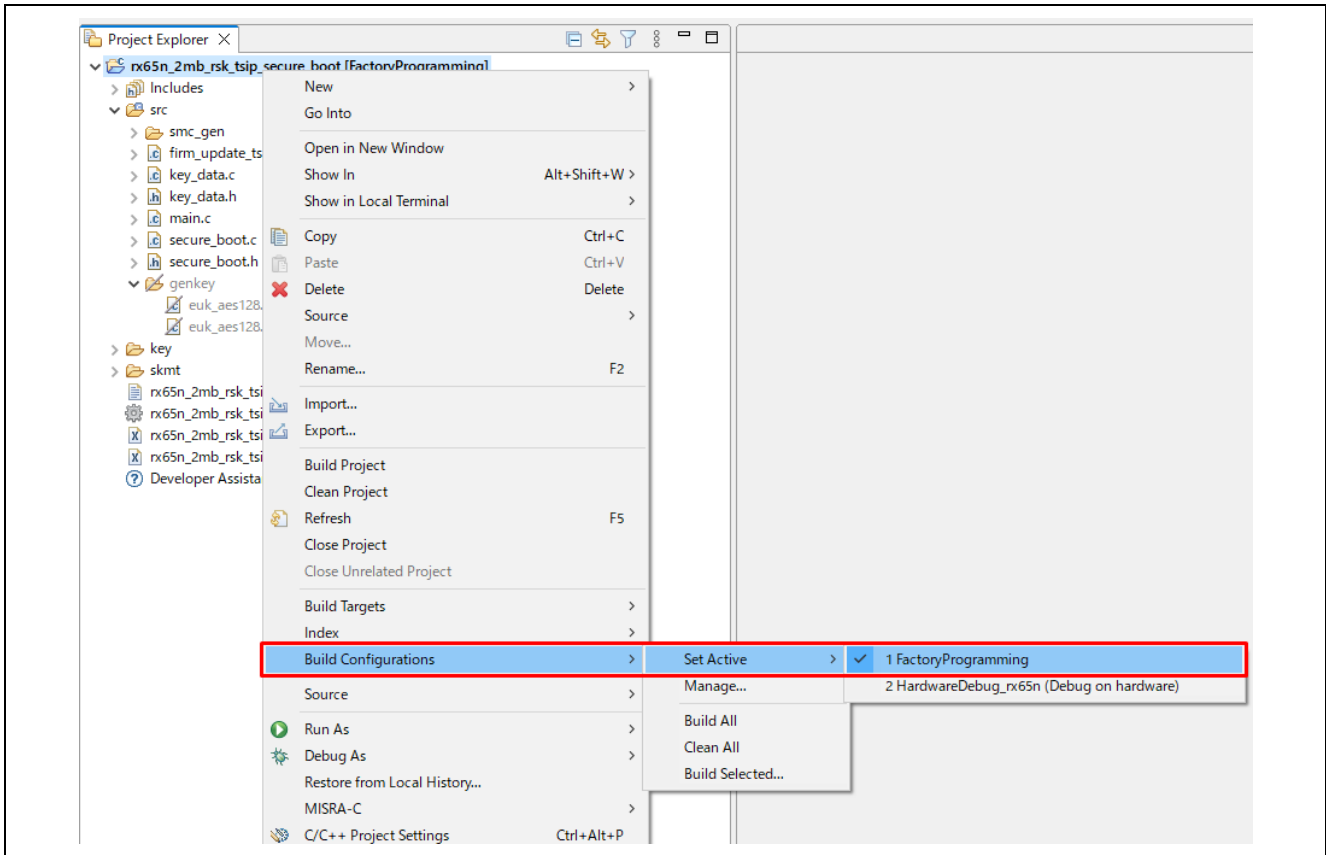 Project Explorer
rx65n_2mb_rsk_tsip_secure_boot [FactoryProgramming]
Includes
src
smc_gen
firm_update_ts
key_data.c
key_data.h
main.c
secure_boot.c
secure_boot.h
genkey
euk_aes128.
euk_aes128.
key
skmt
rx65n_2mb_rsk_tsi
rx65n_2mb_rsk_tsi
rx65n_2mb_rsk_tsi
rx65n_2mb_rsk_tsi
Developer Assista
New
Go Into
Open in New Window
Show In Alt+Shift+W >
Show in Local Terminal
Copy Ctrl+C
Paste Ctrl+V
Delete Delete
Source
Move...
Rename... F2
Import...
Export...
Build Project
Clean Project
Refresh F5
Close Project
Close Unrelated Project
Build Targets
Index
Build Configurations
Source
Run As
Debug As
Restore from Local History...
MISRA-C
C/C++ Project Settings Ctrl+Alt+P
Set Active
Manage...
Build All
Clean All
Build Selected...
1 FactoryProgramming
2 HardwareDebug_rx65n (Debug on hardware)